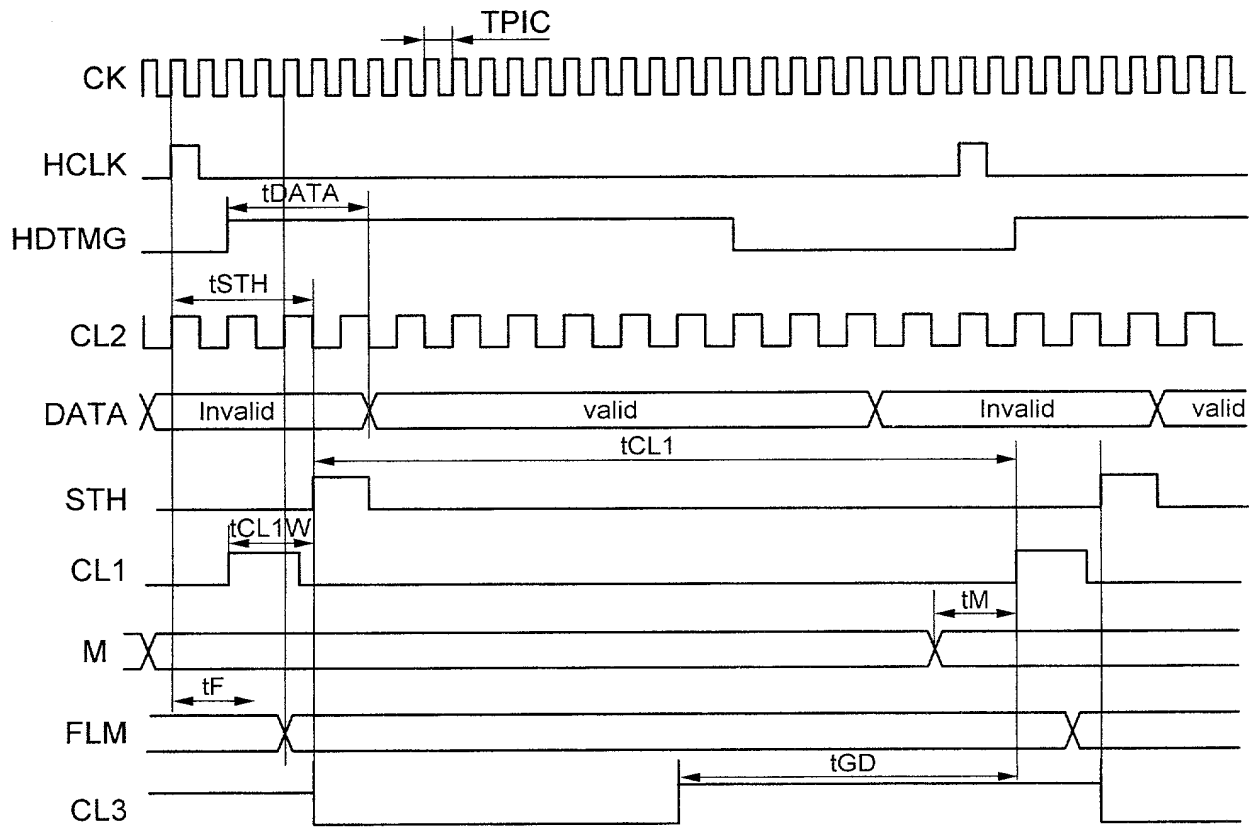 TPIC
CK
HCLK
tDATA
HDTMG
tSTH
CL2
DATA Invalid valid Invalid valid
tCL1
STH
tCL1W
CL1
tM
M
tF
FLM
tGD
CL3